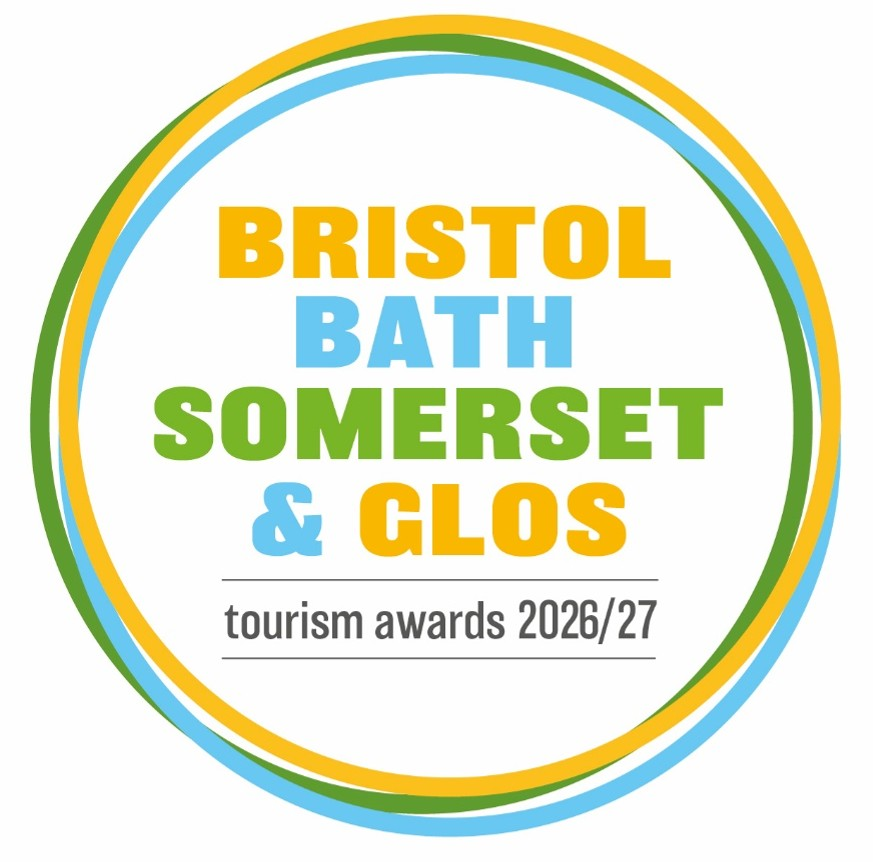 BRISTOL
BATH
SOMERSET
& GLOS
tourism awards 2026/27